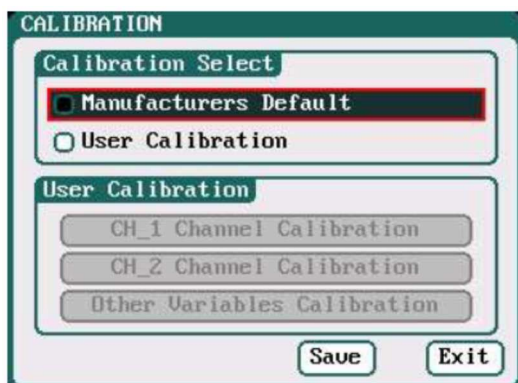 CALIBRATION
Calibration Select
Manufacturers Default
User Calibration
User Calibration
CH_1 Channel Calibration
CH_2 Channel Calibration
Other Variables Calibration
Save Exit